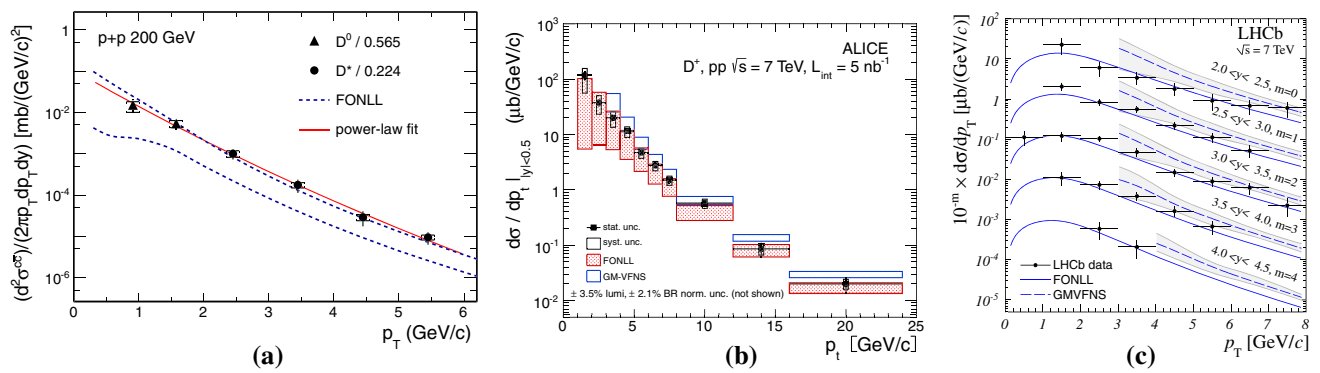 p+p 200 GeV
D⁰ / 0.565
D* / 0.224
FONLL
power-law fit
1
10⁻²
10⁻⁴
10⁻⁶
(d²σ^cc̄)/(2πp_T dp_T dy) [mb/(GeV/c)²]
0 1 2 3 4 5 6
p_T (GeV/c)
(a)
ALICE
D⁺, pp √s = 7 TeV, L_int = 5 nb⁻¹
dσ / dp_t |_|y|<0.5 (μb/GeV/c)
10²
10
1
10⁻¹
10⁻²
stat. unc.
syst. unc.
FONLL
GM-VFNS
± 3.5% lumi, ± 2.1% BR norm. unc. (not shown)
0 5 10 15 20 25
p_t [GeV/c]
(b)
LHCb
√s = 7 TeV
10⁻ᵐ × dσ/dp_T [μb/(GeV/c)]
10²
10
1
10⁻¹
10⁻²
10⁻³
10⁻⁴
10⁻⁵
2.0 <y< 2.5, m=0
2.5 <y< 3.0, m=1
3.0 <y< 3.5, m=2
3.5 <y< 4.0, m=3
4.0 <y< 4.5, m=4
LHCb data
FONLL
GMVFNS
0 1 2 3 4 5 6 7 8
p_T [GeV/c]
(c)